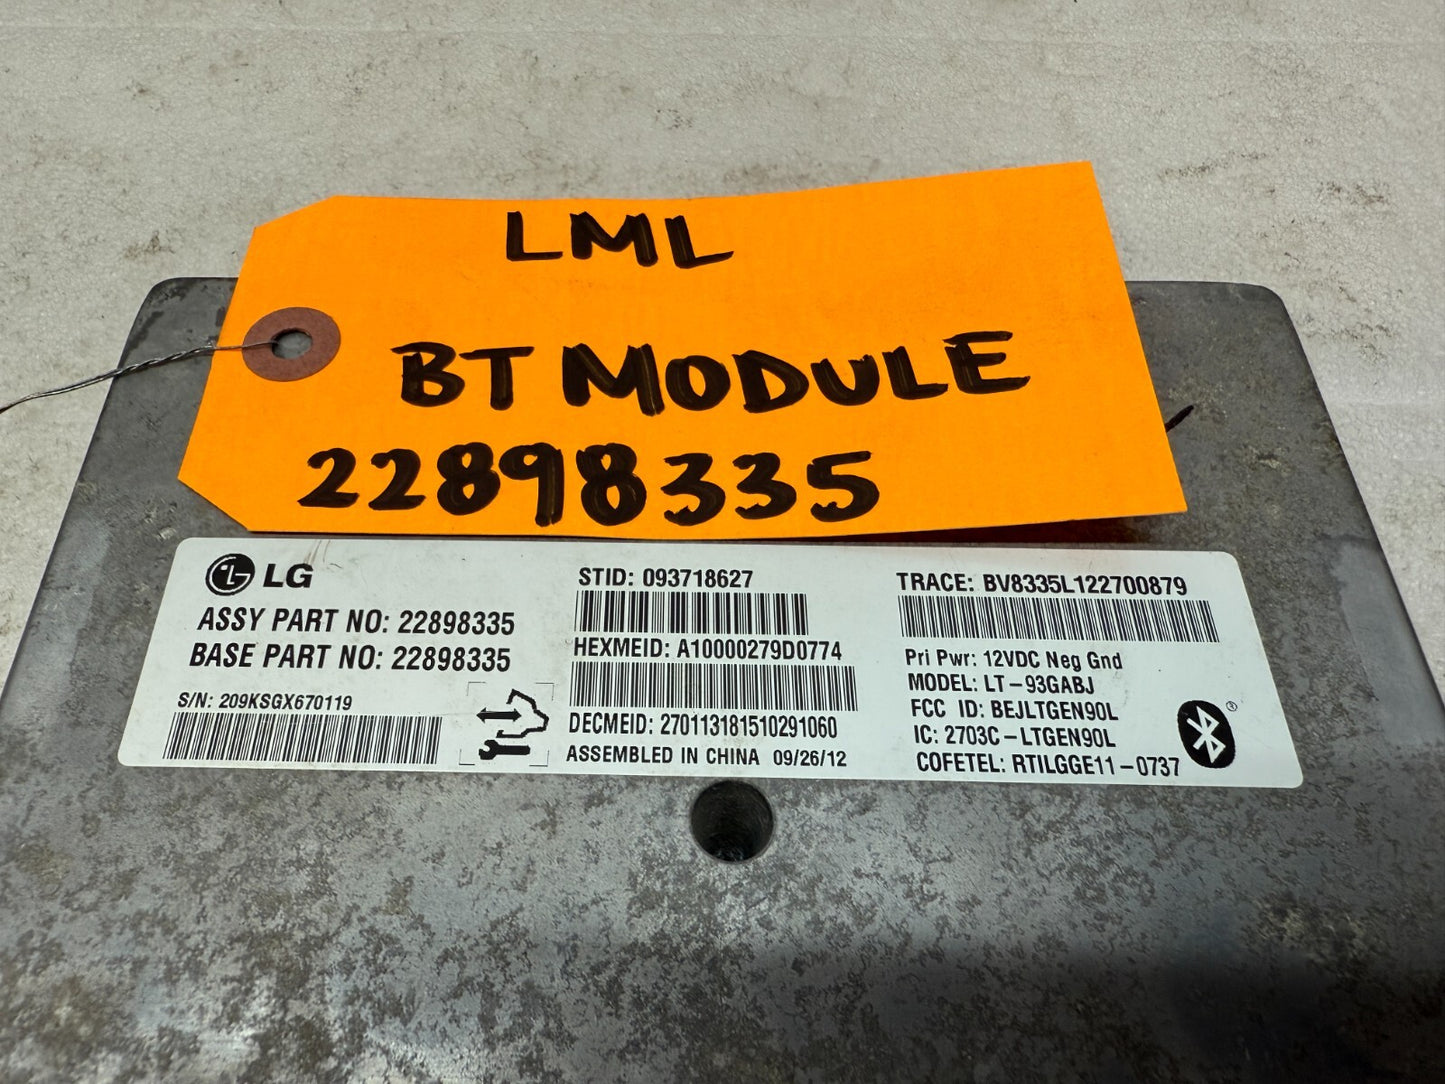 LML
BT MODULE
22898335
LG
ASSY PART NO: 22898335
BASE PART NO: 22898335
S/N: 209KSGX670119
STID: 093718627
HEXMEID: A10000279D0774
DECMEID: 270113181510291060
ASSEMBLED IN CHINA 09/26/12
TRACE: BV8335L122700879
Pri Pwr: 12VDC Neg Gnd
MODEL: LT-93GABJ
FCC ID: BEJLTGEN90L
IC: 2703C-LTGEN90L
COFETEL: RTILGGE11-0737
®